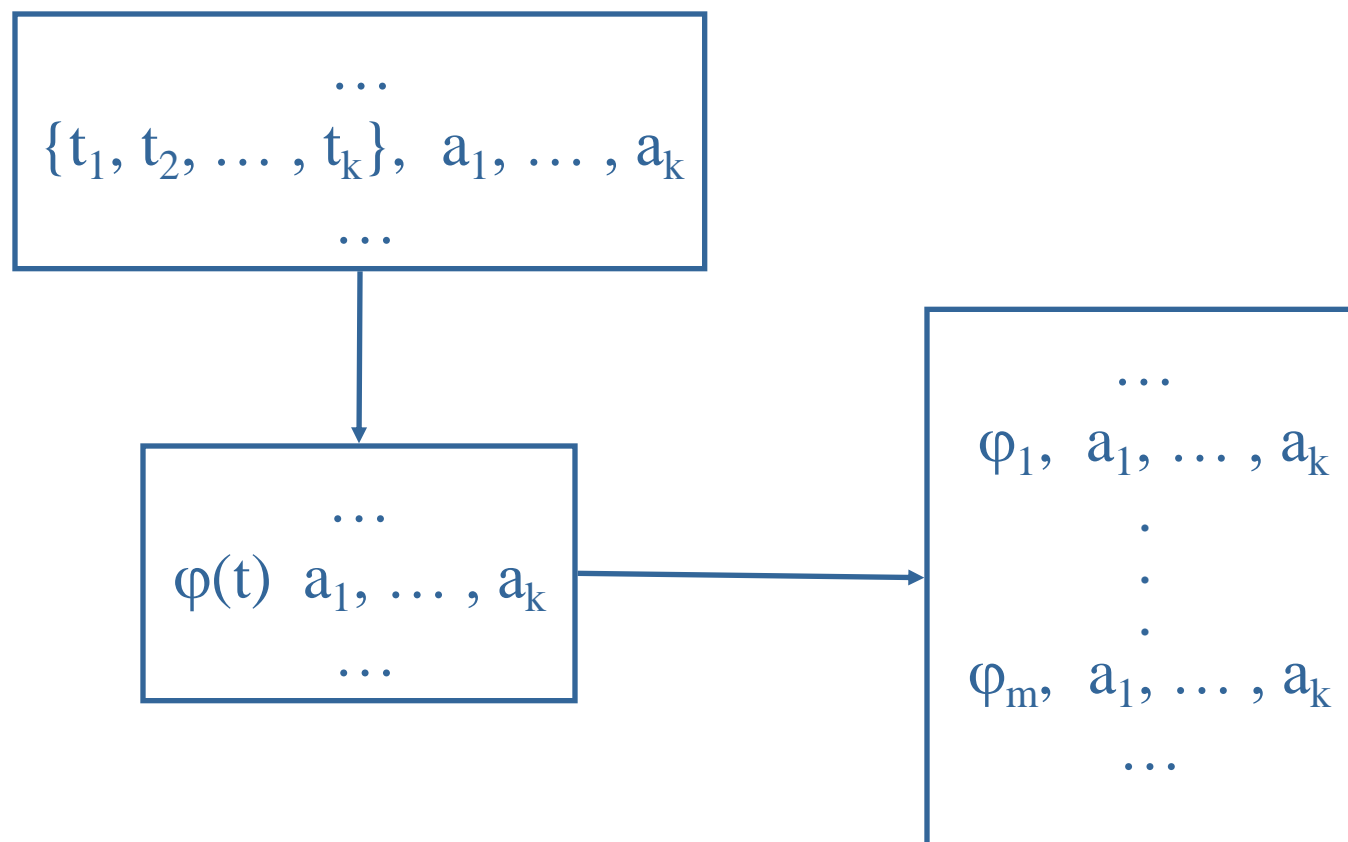 …
{t₁, t₂, … , tₖ}, a₁, … , aₖ
…
…
φ(t) a₁, … , aₖ
…
…
φ₁, a₁, … , aₖ
.
.
.
φₘ, a₁, … , aₖ
…